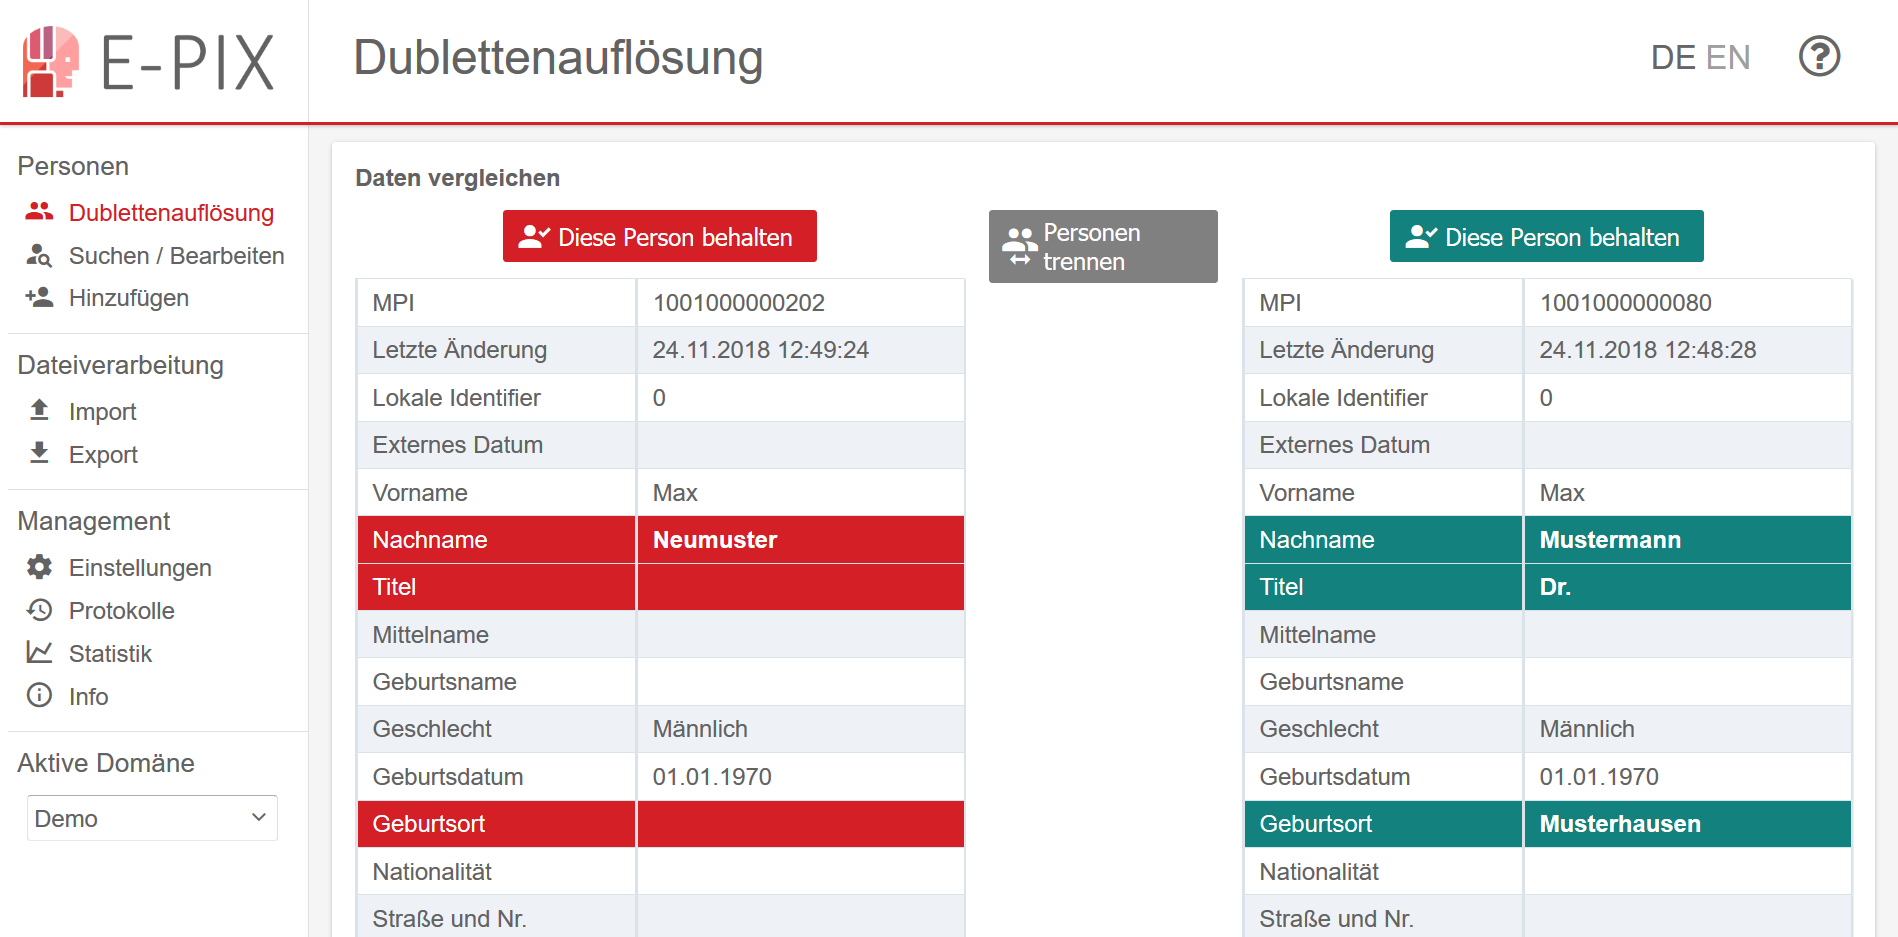 E-PIX
Dublettenauflösung
DE EN
Personen
Dublettenauflösung
Suchen / Bearbeiten
Hinzufügen
Dateiverarbeitung
Import
Export
Management
Einstellungen
Protokolle
Statistik
Info
Aktive Domäne
Demo
Daten vergleichen
Diese Person behalten
MPI 1001000000202
Letzte Änderung 24.11.2018 12:49:24
Lokale Identifier 0
Externes Datum
Vorname Max
Nachname Neumuster
Titel
Mittelname
Geburtsname
Geschlecht Männlich
Geburtsdatum 01.01.1970
Geburtsort
Nationalität
Straße und Nr.
Personen
trennen
Diese Person behalten
MPI 1001000000080
Letzte Änderung 24.11.2018 12:48:28
Lokale Identifier 0
Externes Datum
Vorname Max
Nachname Mustermann
Titel Dr.
Mittelname
Geburtsname
Geschlecht Männlich
Geburtsdatum 01.01.1970
Geburtsort Musterhausen
Nationalität
Straße und Nr.